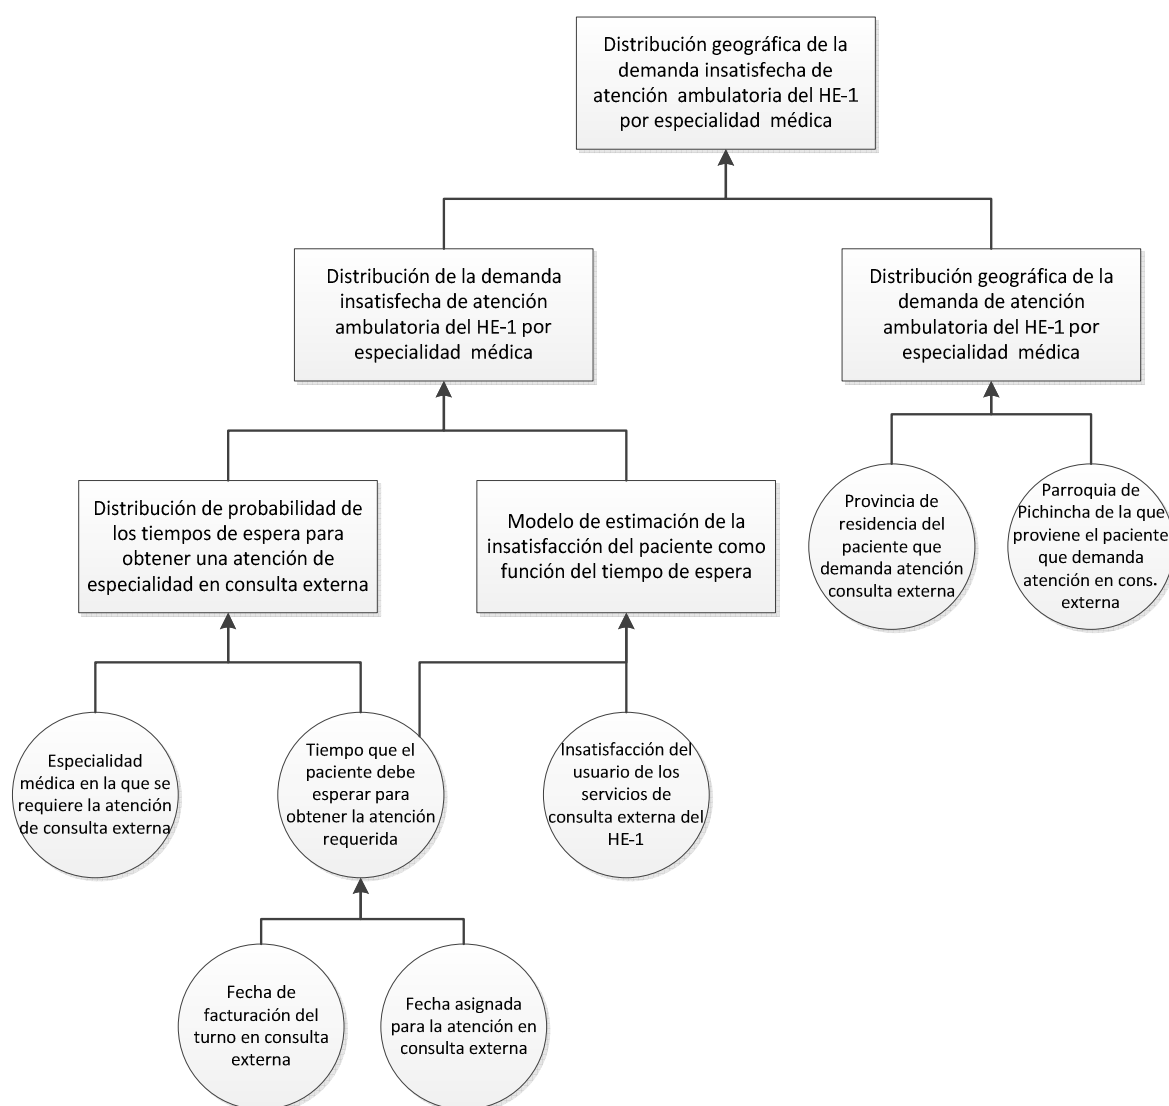 Distribución geográfica de la
demanda insatisfecha de
atención ambulatoria del HE-1
por especialidad médica
Distribución de la demanda
insatisfecha de atención
ambulatoria del HE-1 por
especialidad médica
Distribución geográfica de la
demanda de atención
ambulatoria del HE-1 por
especialidad médica
Distribución de probabilidad de
los tiempos de espera para
obtener una atención de
especialidad en consulta externa
Modelo de estimación de la
insatisfacción del paciente como
función del tiempo de espera
Provincia de
residencia del
paciente que
demanda atención
consulta externa
Parroquia de
Pichincha de la que
proviene el paciente
que demanda
atención en cons.
externa
Especialidad
médica en la que se
requiere la atención
de consulta externa
Tiempo que el
paciente debe
esperar para
obtener la atención
requerida
Insatisfacción del
usuario de los
servicios de
consulta externa del
HE-1
Fecha de
facturación del
turno en consulta
externa
Fecha asignada
para la atención en
consulta externa